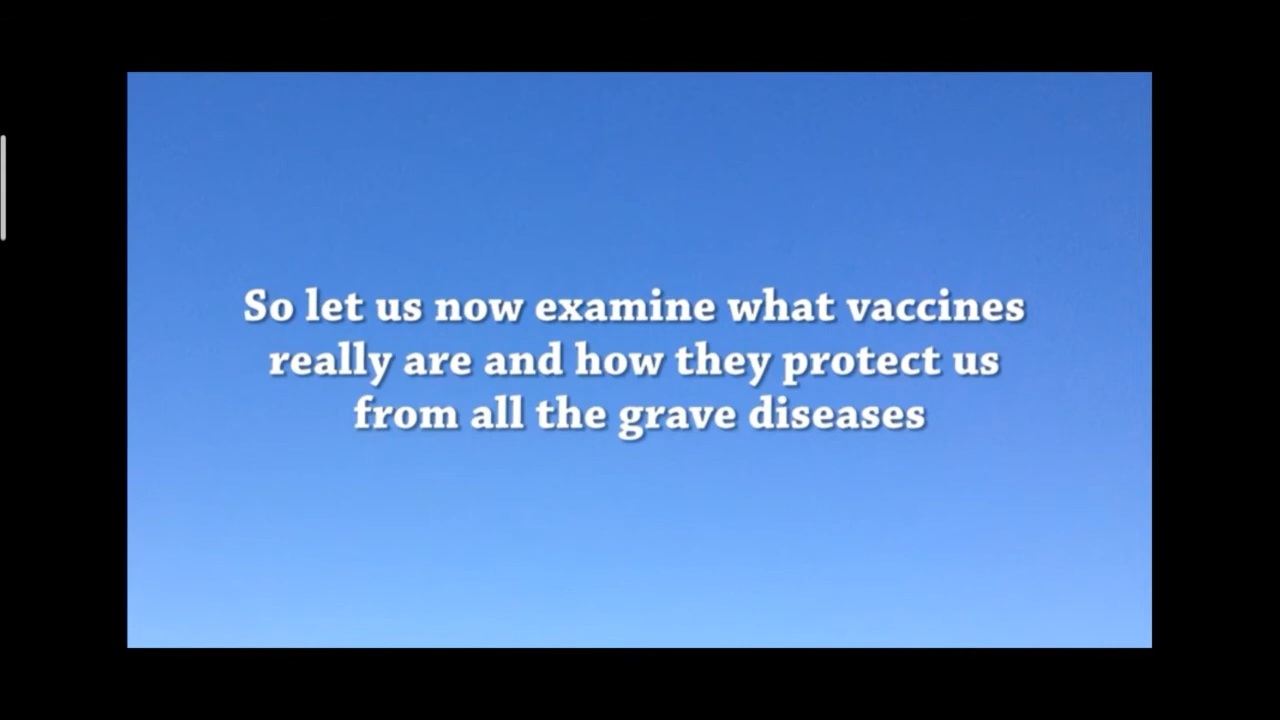 So let us now examine what vaccines
really are and how they protect us
from all the grave diseases